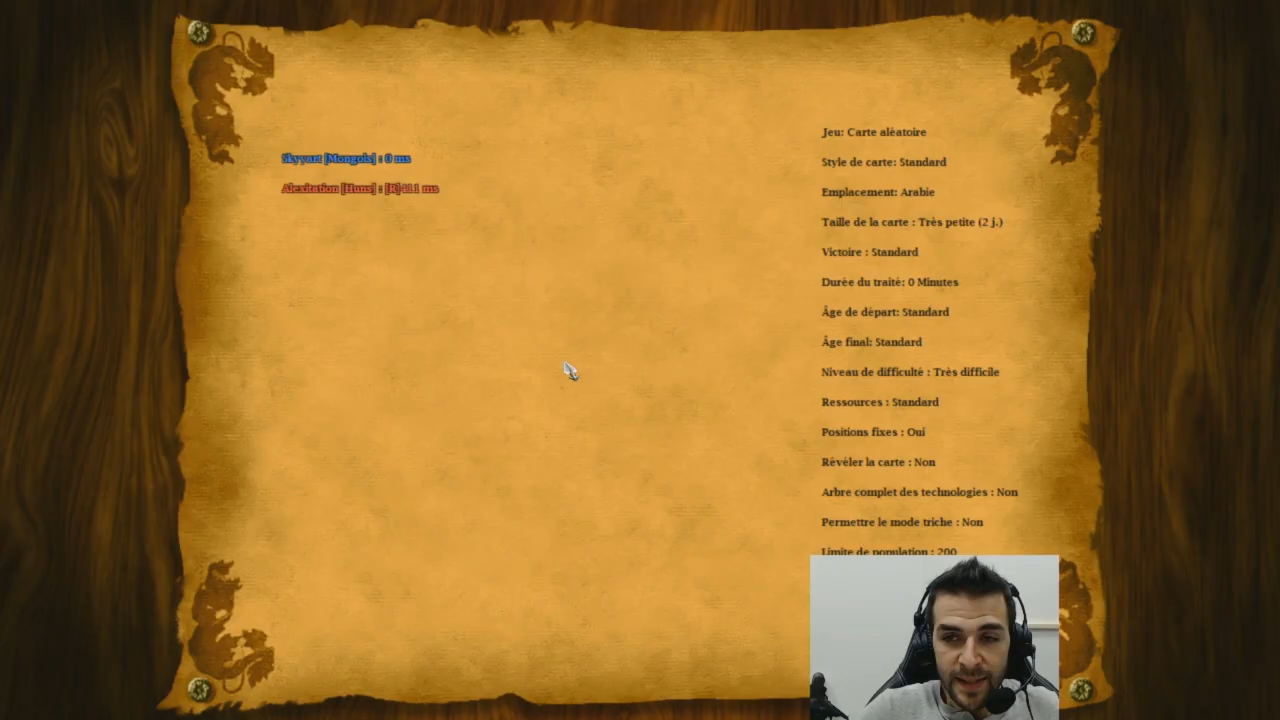 Skyyart [Mongols] : 0 ms
Alexitation [Huns] : [R]411 ms
Jeu: Carte aléatoire
Style de carte: Standard
Emplacement: Arabie
Taille de la carte : Très petite (2 j.)
Victoire : Standard
Durée du traité: 0 Minutes
Âge de départ: Standard
Âge final: Standard
Niveau de difficulté : Très difficile
Ressources : Standard
Positions fixes : Oui
Révéler la carte : Non
Arbre complet des technologies : Non
Permettre le mode triche : Non
Limite de population : 200